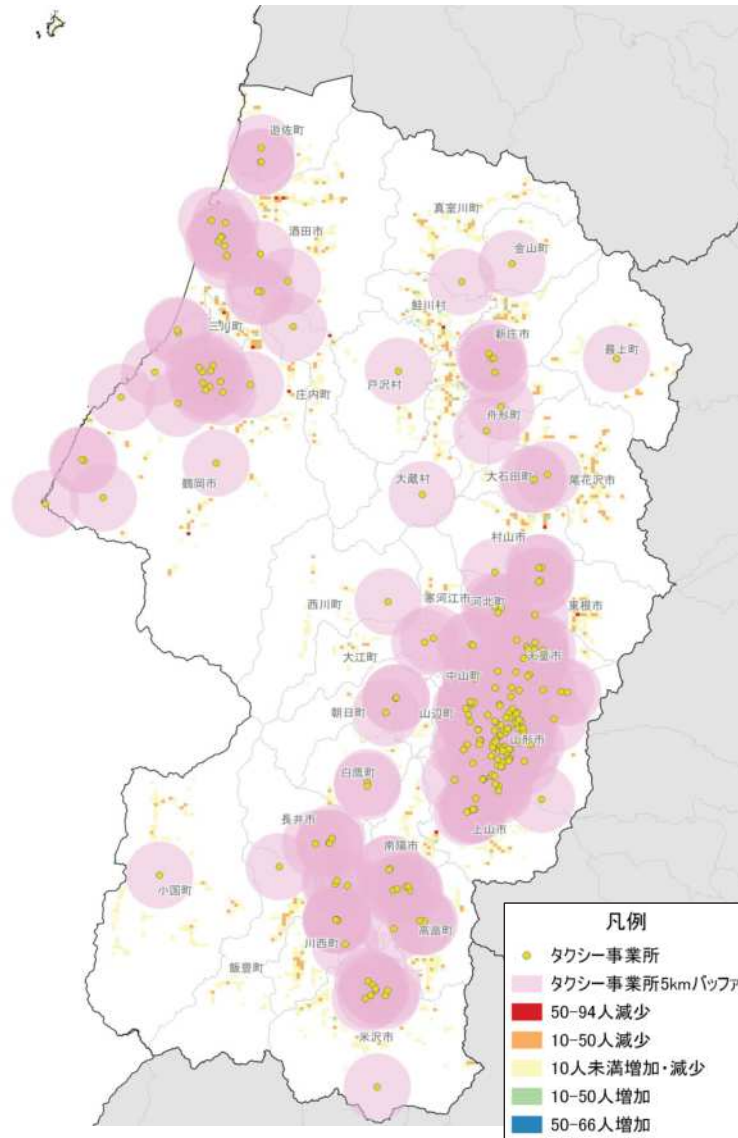 遊佐町
酒田市
真室川町
金山町
鮭川村
三川町
新庄市
最上町
戸沢村
庄内町
舟形町
大蔵村
大石田町
尾花沢市
鶴岡市
村山市
西川町
寒河江市
河北町
東根市
大江町
天童市
中山町
朝日町
山辺町
山形市
白鷹町
長井市
上山市
南陽市
小国町
高畠町
川西町
飯豊町
米沢市
凡例
タクシー事業所
タクシー事業所5kmバッファ
50-94人減少
10-50人減少
10人未満増加・減少
10-50人増加
50-66人増加